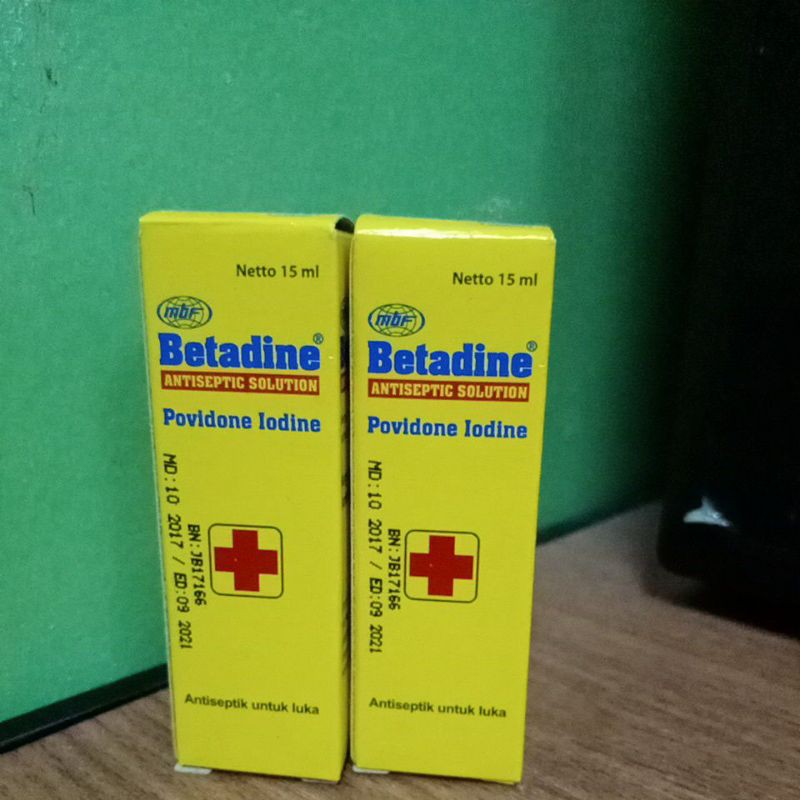 Netto 15 ml
mbf
Betadine®
ANTISEPTIC SOLUTION
Povidone Iodine
BN:JB17166
MD:10 2017 / ED:09 2021
Antiseptik untuk luka
Netto 15 ml
mbf
Betadine®
ANTISEPTIC SOLUTION
Povidone Iodine
BN:JB17166
MD:10 2017 / ED:09 2021
Antiseptik untuk luka